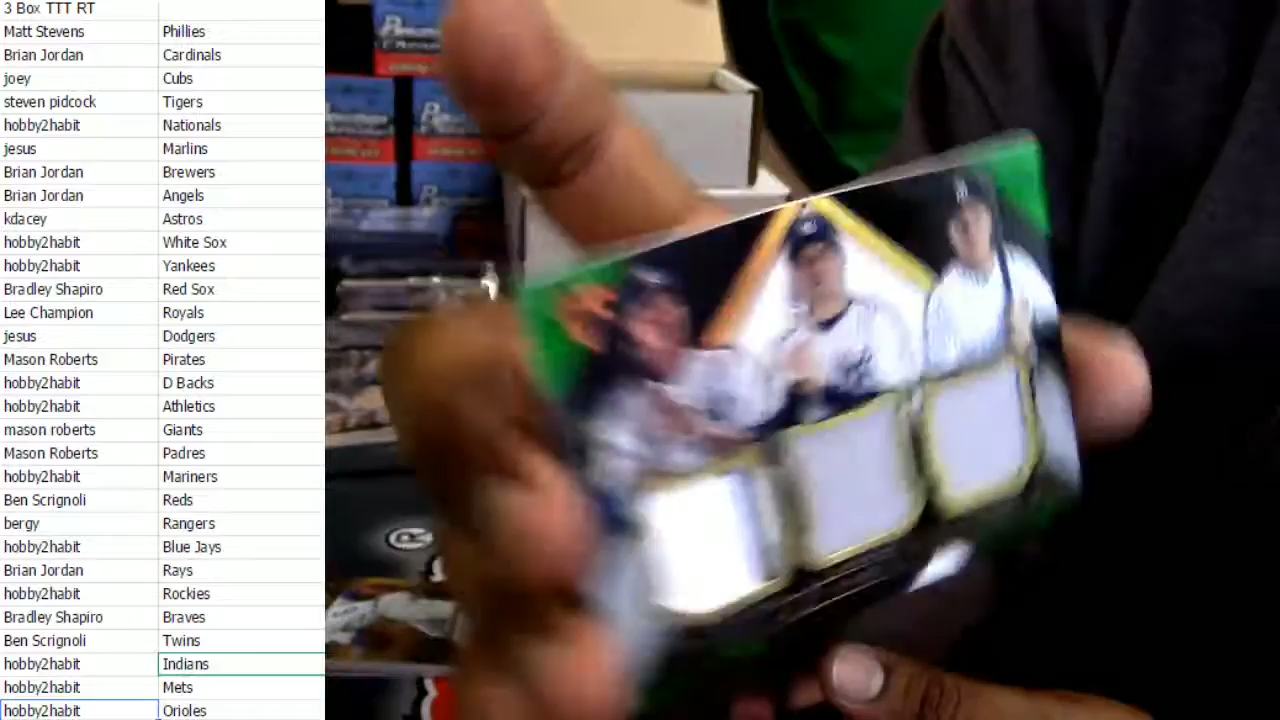 3 Box TTT RT
Matt Stevens Phillies
Brian Jordan Cardinals
joey Cubs
steven pidcock Tigers
hobby2habit Nationals
jesus Marlins
Brian Jordan Brewers
Brian Jordan Angels
kdacey Astros
hobby2habit White Sox
hobby2habit Yankees
Bradley Shapiro Red Sox
Lee Champion Royals
jesus Dodgers
Mason Roberts Pirates
hobby2habit D Backs
hobby2habit Athletics
mason roberts Giants
Mason Roberts Padres
hobby2habit Mariners
Ben Scrignoli Reds
bergy Rangers
hobby2habit Blue Jays
Brian Jordan Rays
hobby2habit Rockies
Bradley Shapiro Braves
Ben Scrignoli Twins
hobby2habit Indians
hobby2habit Mets
hobby2habit Orioles